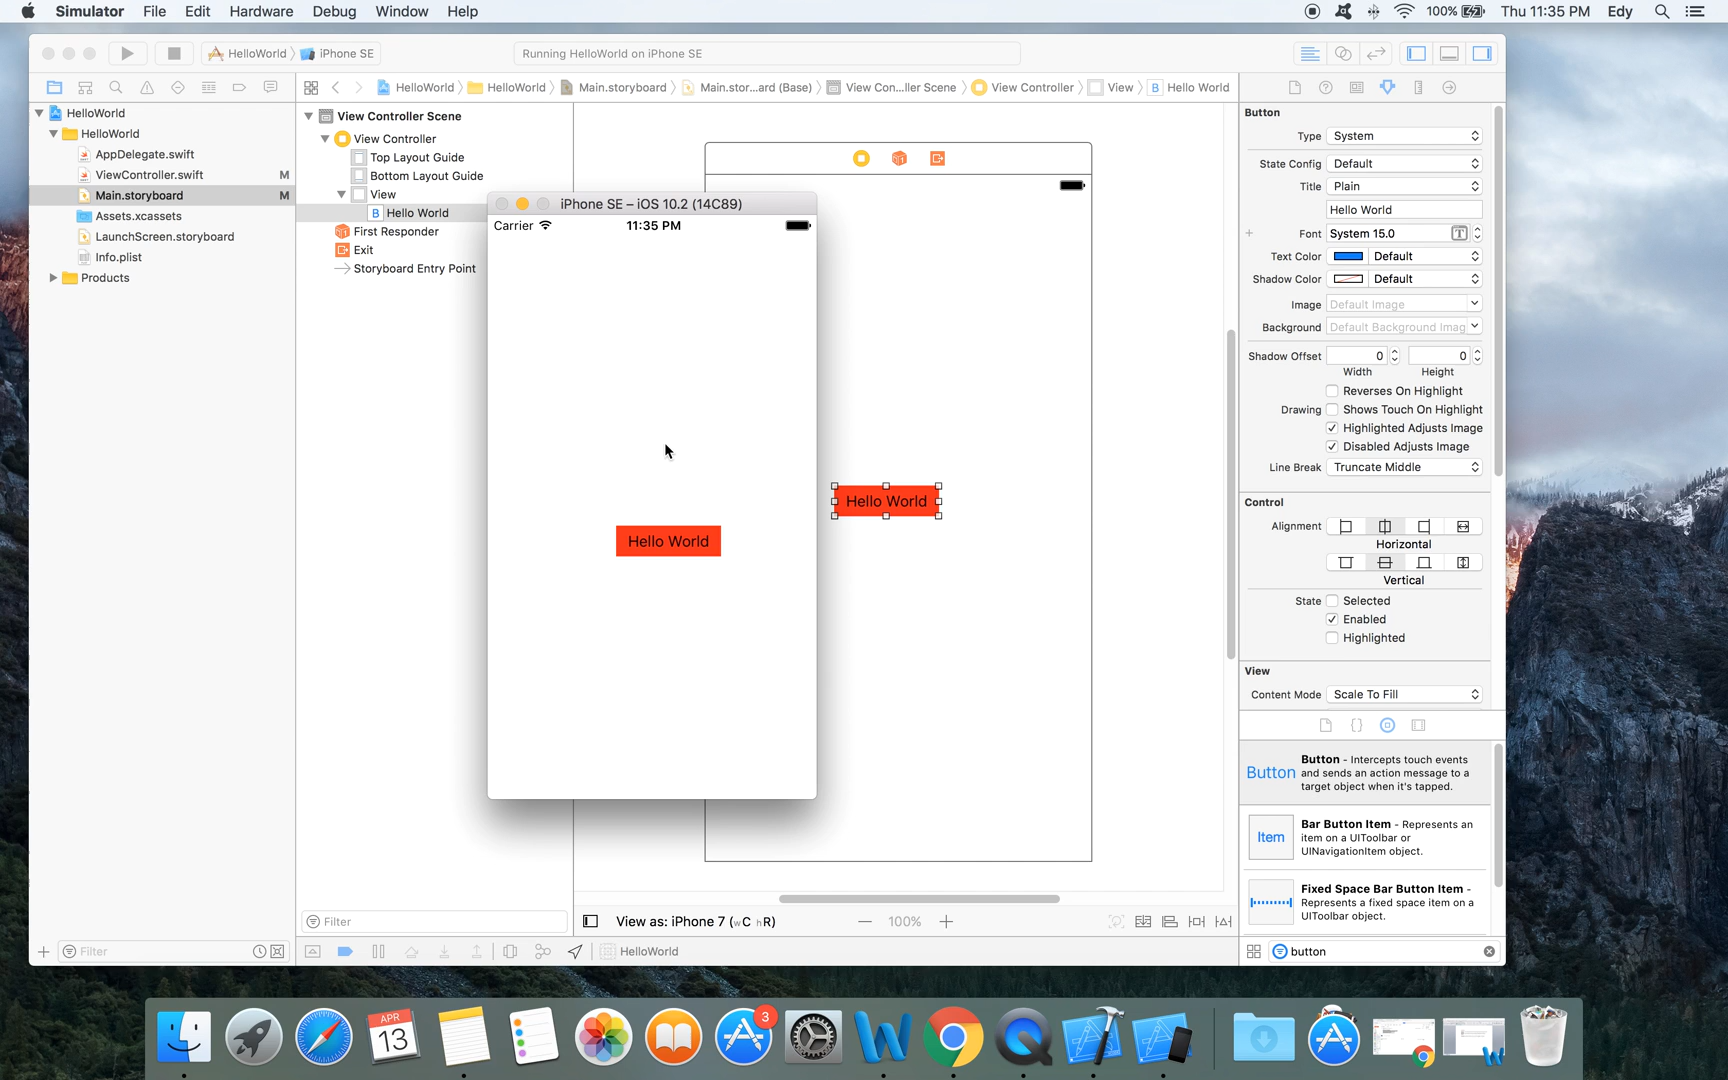 Simulator File Edit Hardware Debug Window Help 100% Thu 11:35 PM Edy
HelloWorld iPhone SE Running HelloWorld on iPhone SE
HelloWorld HelloWorld Main.storyboard Main.stor...ard (Base) View Con...ller Scene View Controller View B Hello World
HelloWorld
HelloWorld
AppDelegate.swift
ViewController.swift M
Main.storyboard M
Assets.xcassets
LaunchScreen.storyboard
Info.plist
Products
Filter
View Controller Scene
View Controller
Top Layout Guide
Bottom Layout Guide
View
B Hello World
First Responder
Exit
Storyboard Entry Point
Filter
iPhone SE – iOS 10.2 (14C89)
Carrier 11:35 PM
Hello World
Hello World
View as: iPhone 7 (wC hR) — 100% +
HelloWorld
Button
Type System
State Config Default
Title Plain
Hello World
+ Font System 15.0 T
Text Color Default
Shadow Color Default
Image Default Image
Background Default Background Imag
Shadow Offset 0 0
Width Height
Reverses On Highlight
Drawing Shows Touch On Highlight
Highlighted Adjusts Image
Disabled Adjusts Image
Line Break Truncate Middle
Control
Alignment
Horizontal
Vertical
State Selected
Enabled
Highlighted
View
Content Mode Scale To Fill
{}
Button
Button - Intercepts touch events
and sends an action message to a
target object when it's tapped.
Item
Bar Button Item - Represents an
item on a UIToolbar or
UINavigationItem object.
Fixed Space Bar Button Item -
Represents a fixed space item on a
UIToolbar object.
button
APR
13
3
W
W